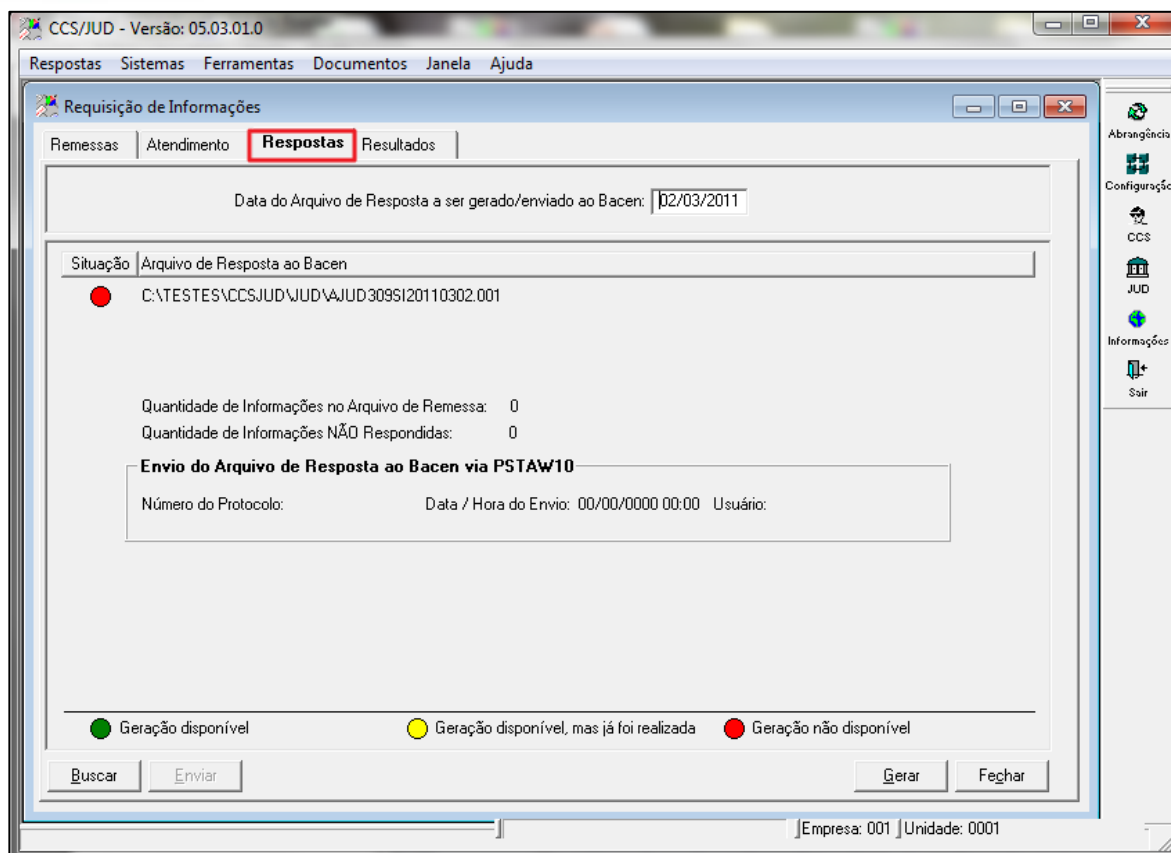 CCS/JUD - Versão: 05.03.01.0
Respostas Sistemas Ferramentas Documentos Janela Ajuda
Requisição de Informações
Remessas Atendimento Respostas Resultados
Data do Arquivo de Resposta a ser gerado/enviado ao Bacen: 02/03/2011
Situação Arquivo de Resposta ao Bacen
C:\TESTES\CCSJUD\JUD\AJUD309SI20110302.001
Quantidade de Informações no Arquivo de Remessa: 0
Quantidade de Informações NÃO Respondidas: 0
Envio do Arquivo de Resposta ao Bacen via PSTAW10
Número do Protocolo: Data / Hora do Envio: 00/00/0000 00:00 Usuário:
Geração disponível Geração disponível, mas já foi realizada Geração não disponível
Buscar Enviar Gerar Fechar
Abrangência
Configuração
CCS
JUD
Informações
Sair
Empresa: 001 Unidade: 0001